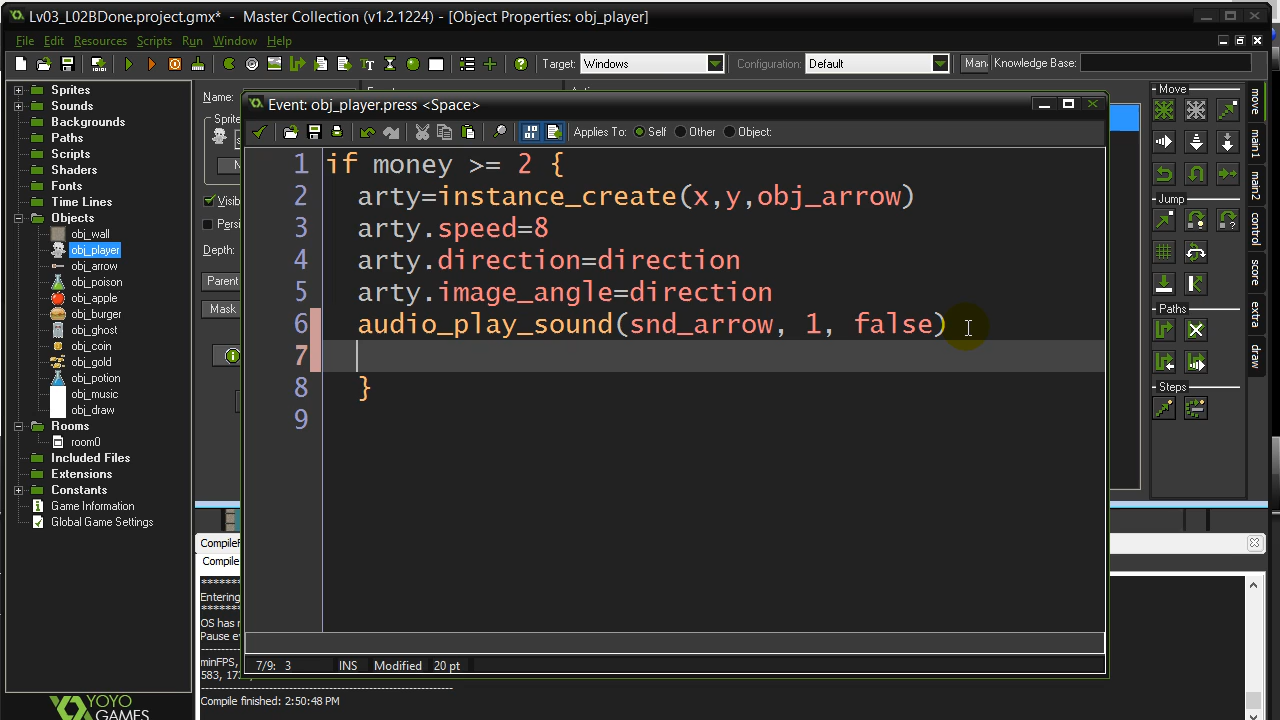 Lv03_L02BDone.project.gmx* - Master Collection (v1.2.1224) - [Object Properties: obj_player]
File Edit Resources Scripts Run Window Help
Target: Windows Configuration: Default Man Knowledge Base:
Sprites
Sounds
Backgrounds
Paths
Scripts
Shaders
Fonts
Time Lines
Objects
obj_wall
obj_player
obj_arrow
obj_poison
obj_apple
obj_burger
obj_ghost
obj_coin
obj_gold
obj_potion
obj_music
obj_draw
Rooms
room0
Included Files
Extensions
Constants
Game Information
Global Game Settings
YOYO
GAMES
Name:
Sprite
Visib
Persi
Depth:
Parent
Mask
Event: obj_player.press <Space>
Applies To: Self Other Object:
1 if money >= 2 {
2 arty=instance_create(x,y,obj_arrow)
3 arty.speed=8
4 arty.direction=direction
5 arty.image_angle=direction
6 audio_play_sound(snd_arrow, 1, false)
7
8 }
9
7/9: 3 INS Modified 20 pt
Move
Jump
Paths
Steps
move
main1
main2
control
score
extra
draw
Compile
Entering
OS has
Pause ev
minFPS,
583, 173
Compile finished: 2:50:48 PM